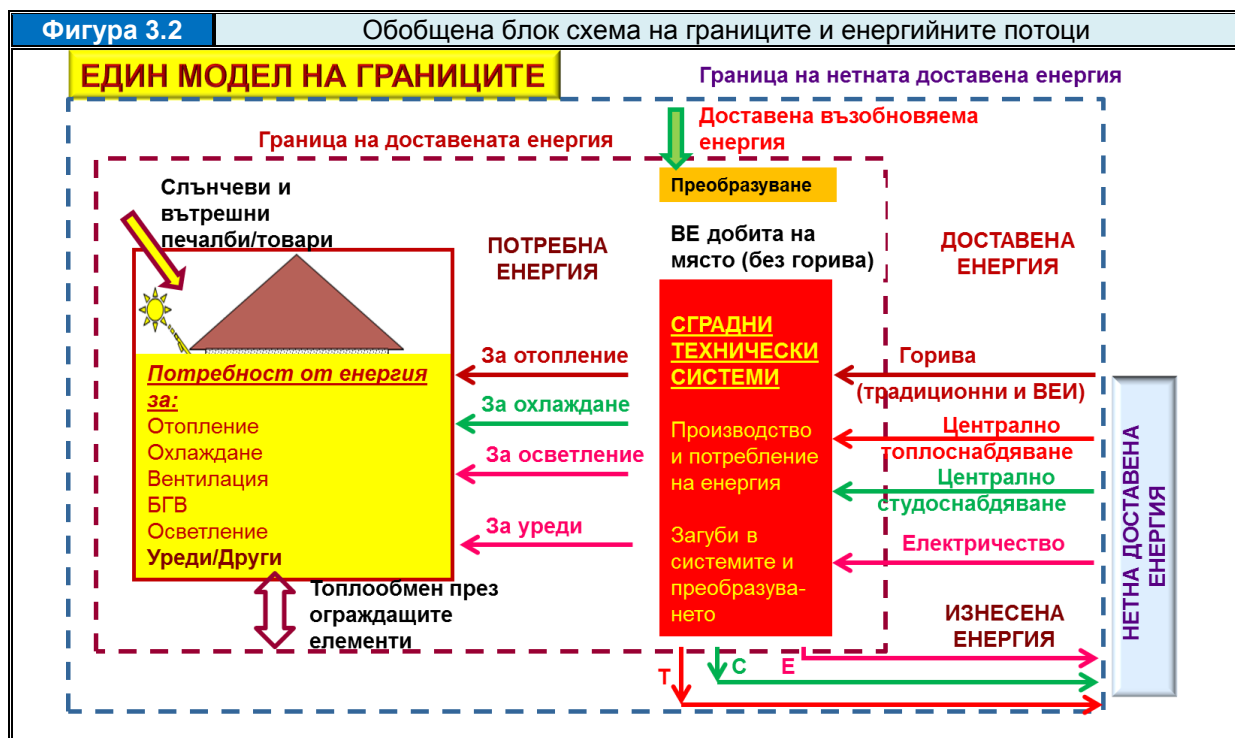 Фигура 3.2
Обобщена блок схема на границите и енергийните потоци
ЕДИН МОДЕЛ НА ГРАНИЦИТЕ
Граница на нетната доставена енергия
Доставена възобновяема
енергия
Граница на доставената енергия
Преобразуване
Слънчеви и
вътрешни
печалби/товари
ПОТРЕБНА
ЕНЕРГИЯ
ВЕ добита на
място (без горива)
ДОСТАВЕНА
ЕНЕРГИЯ
Потребност от енергия
за:
Отопление
Охлаждане
Вентилация
БГВ
Осветление
Уреди/Други
За отопление
За охлаждане
За осветление
За уреди
СГРАДНИ
ТЕХНИЧЕСКИ
СИСТЕМИ
Производство
и потребление
на енергия
Загуби в
системите и
преобразува-
нето
Горива
(традиционни и ВЕИ)
Централно
топлоснабдяване
Централно
студоснабдяване
Електричество
ИЗНЕСЕНА
ЕНЕРГИЯ
НЕТНА ДОСТАВЕНА
ЕНЕРГИЯ
Топлообмен през
ограждащите
елементи
Т
С
Е